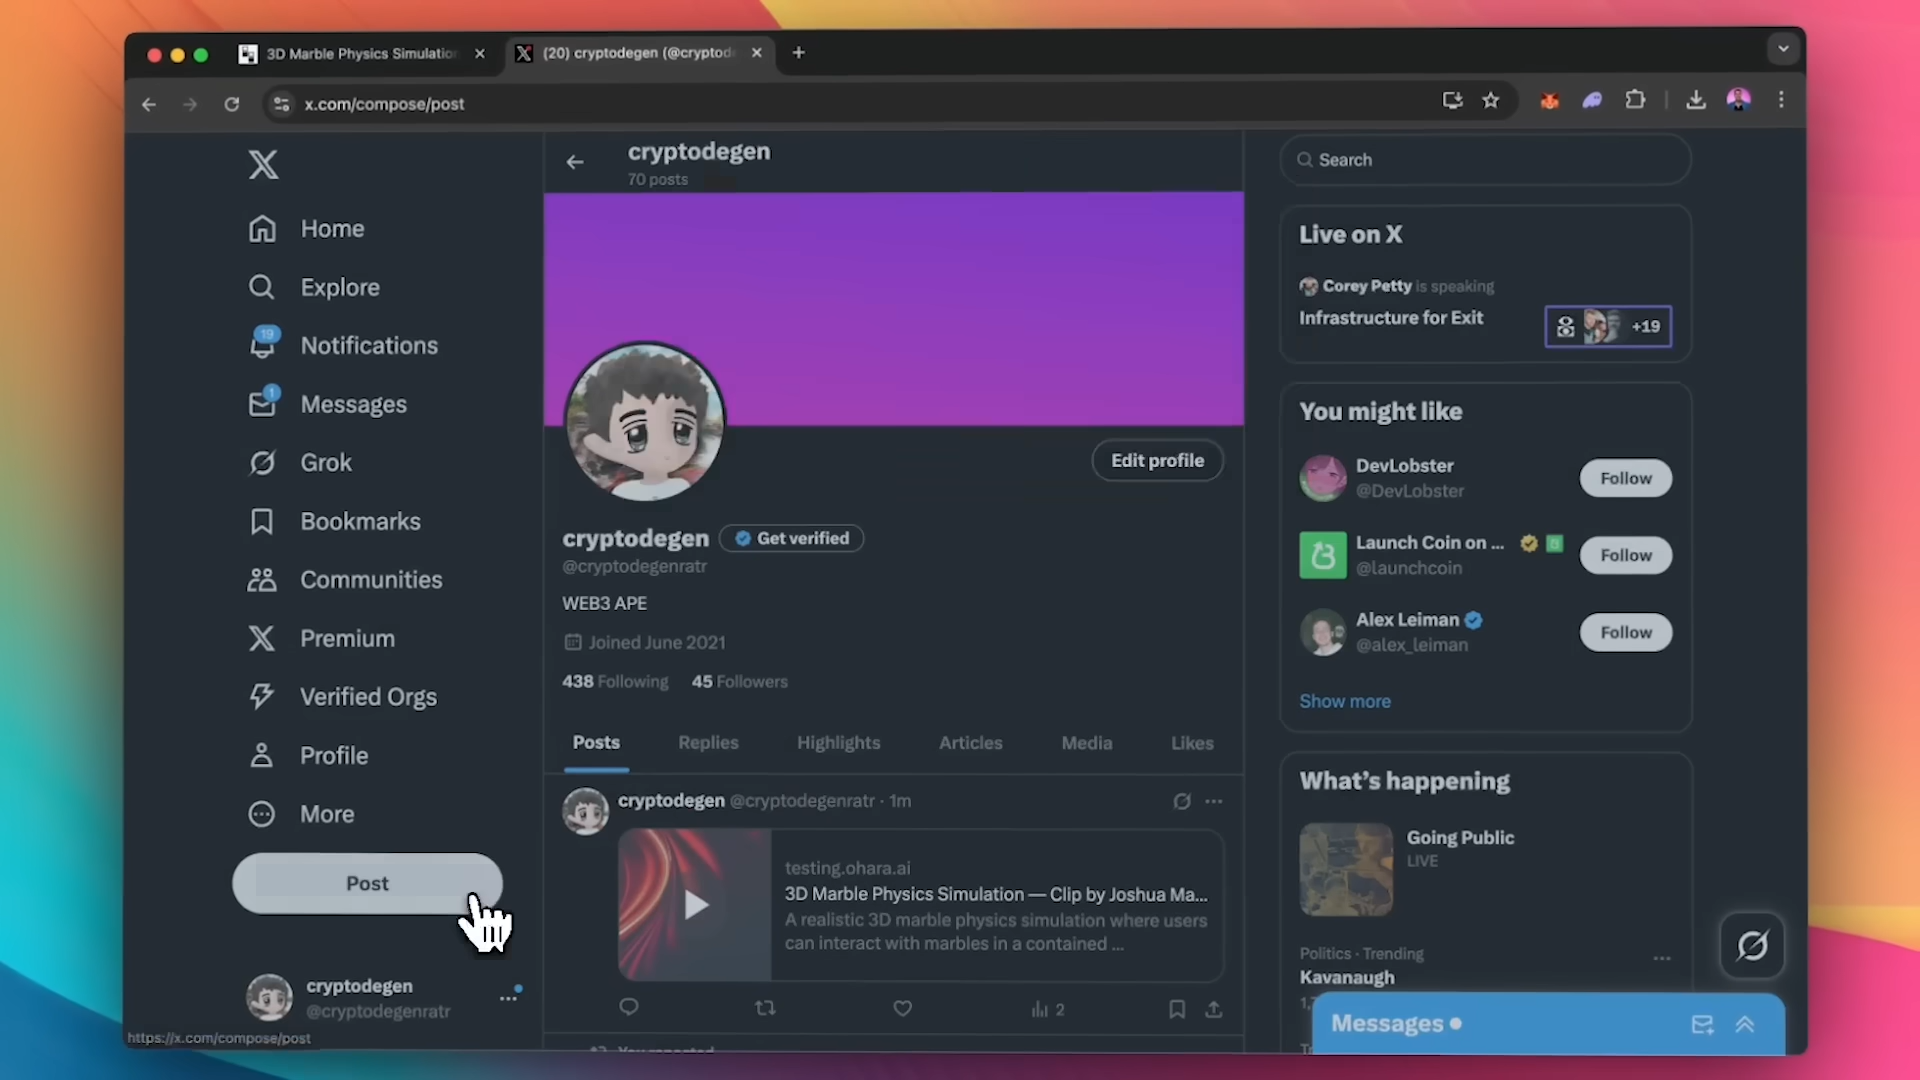 3D Marble Physics Simulation
(20) cryptodegen (@cryptode
x.com/compose/post
Home
Explore
19
Notifications
1
Messages
Grok
Bookmarks
Communities
Premium
Verified Orgs
Profile
More
Post
cryptodegen
@cryptodegenratr
https://x.com/compose/post
cryptodegen
70 posts
Edit profile
cryptodegen
Get verified
@cryptodegenratr
WEB3 APE
Joined June 2021
438 Following 45 Followers
Posts Replies Highlights Articles Media Likes
cryptodegen @cryptodegenratr · 1m
testing.ohara.ai
3D Marble Physics Simulation — Clip by Joshua Ma...
A realistic 3D marble physics simulation where users
can interact with marbles in a contained ...
2
Search
Live on X
Corey Petty is speaking
Infrastructure for Exit
+19
You might like
DevLobster
@DevLobster
Follow
Launch Coin on ...
@launchcoin
Follow
Alex Leiman
@alex_leiman
Follow
Show more
What's happening
Going Public
LIVE
Politics · Trending
Kavanaugh
Messages